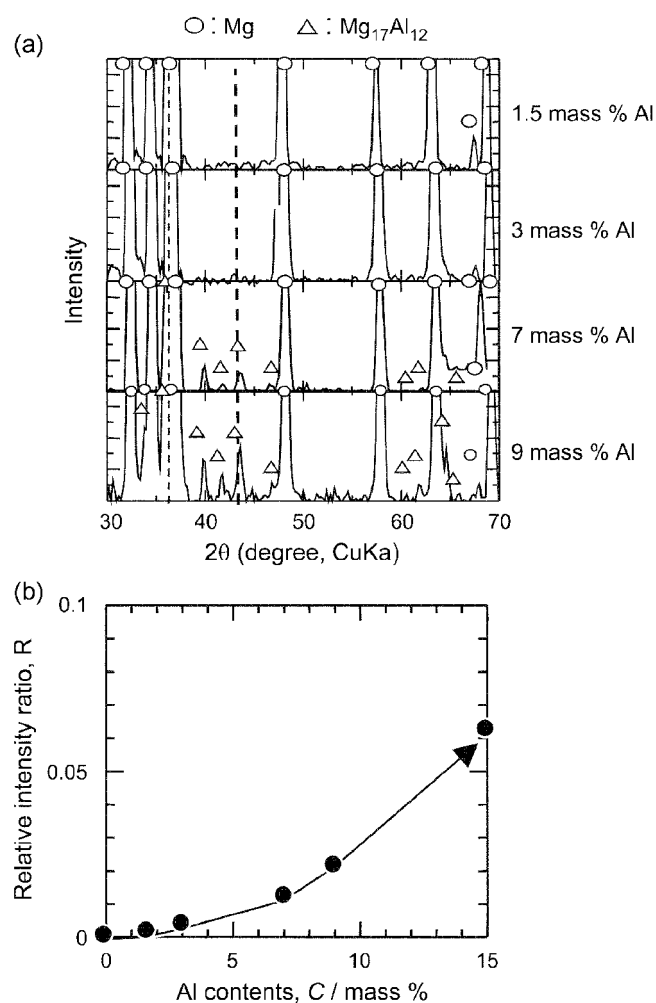 ○ : Mg △ : Mg17Al12
(a)
1.5 mass % Al
3 mass % Al
7 mass % Al
9 mass % Al
Intensity
30 40 50 60 70
2θ (degree, CuKa)
(b)
0.1
0.05
0
Relative intensity ratio, R
0 5 10 15
Al contents, C / mass %